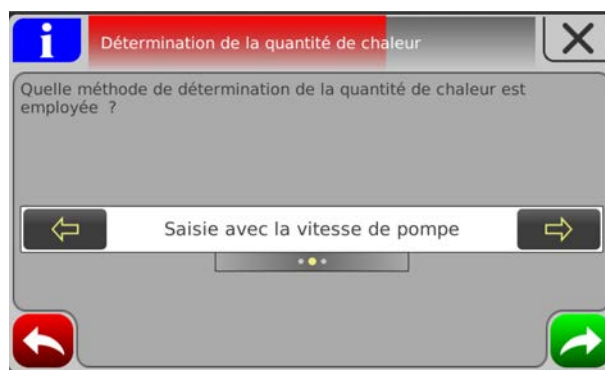 i
Détermination de la quantité de chaleur
Quelle méthode de détermination de la quantité de chaleur est
employée ?
Saisie avec la vitesse de pompe